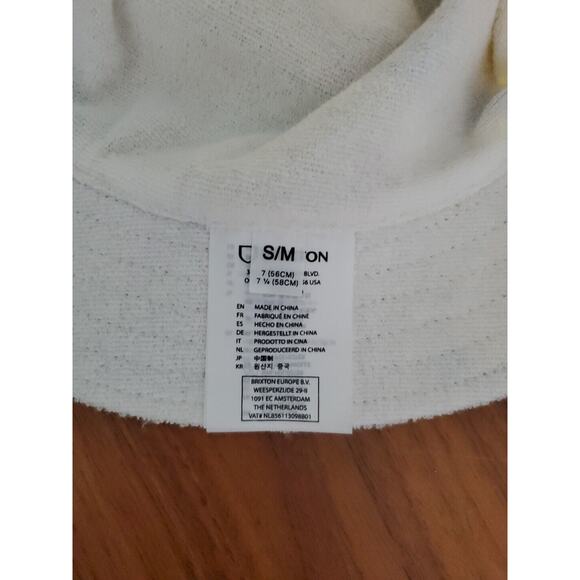 S/M TON
7 (56CM) BLVD.
7 ¼ (58CM) USA
EN MADE IN CHINA
FR FABRIQUÉ EN CHINE
ES HECHO EN CHINA
DE HERGESTELLT IN CHINA
IT PRODOTTO IN CINA
NL GEPRODUCEERD IN CHINA
JP 中国制
KR 원산지 중국
BRIXTON EUROPE B.V.
WEESPERZIJDE 29-II
1091 EC AMSTERDAM
THE NETHERLANDS
VAT# NL856113098B01